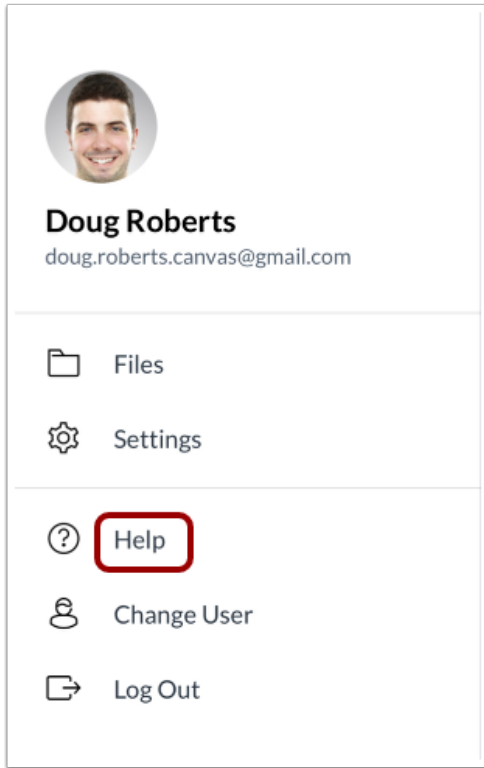 Doug Roberts
doug.roberts.canvas@gmail.com
Files
Settings
Help
Change User
Log Out